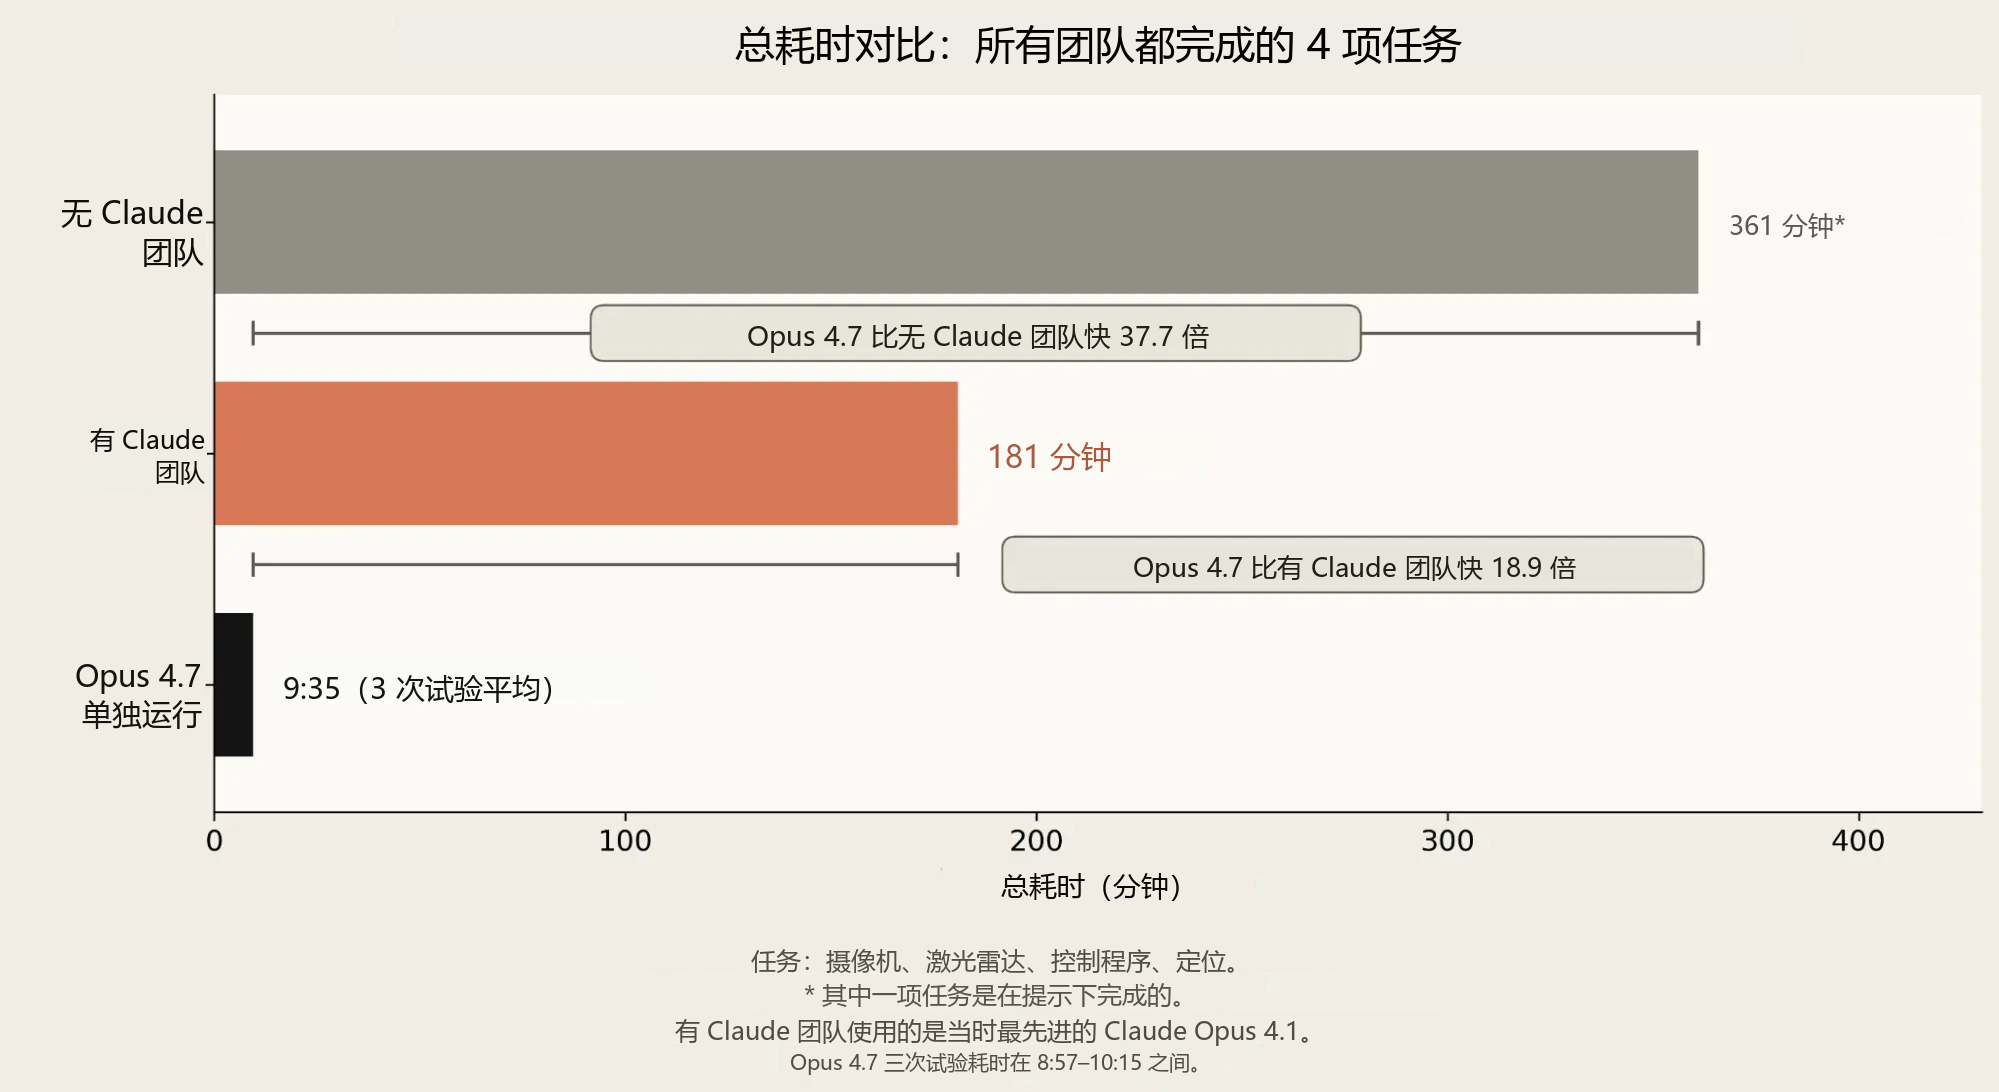 总耗时对比：所有团队都完成的 4 项任务
无 Claude
团队
361 分钟*
Opus 4.7 比无 Claude 团队快 37.7 倍
有 Claude
团队
181 分钟
Opus 4.7 比有 Claude 团队快 18.9 倍
Opus 4.7
单独运行
9:35（3 次试验平均）
0
100
200
300
400
总耗时（分钟）
任务：摄像机、激光雷达、控制程序、定位。
* 其中一项任务是在提示下完成的。
有 Claude 团队使用的是当时最先进的 Claude Opus 4.1。
Opus 4.7 三次试验耗时在 8:57–10:15 之间。